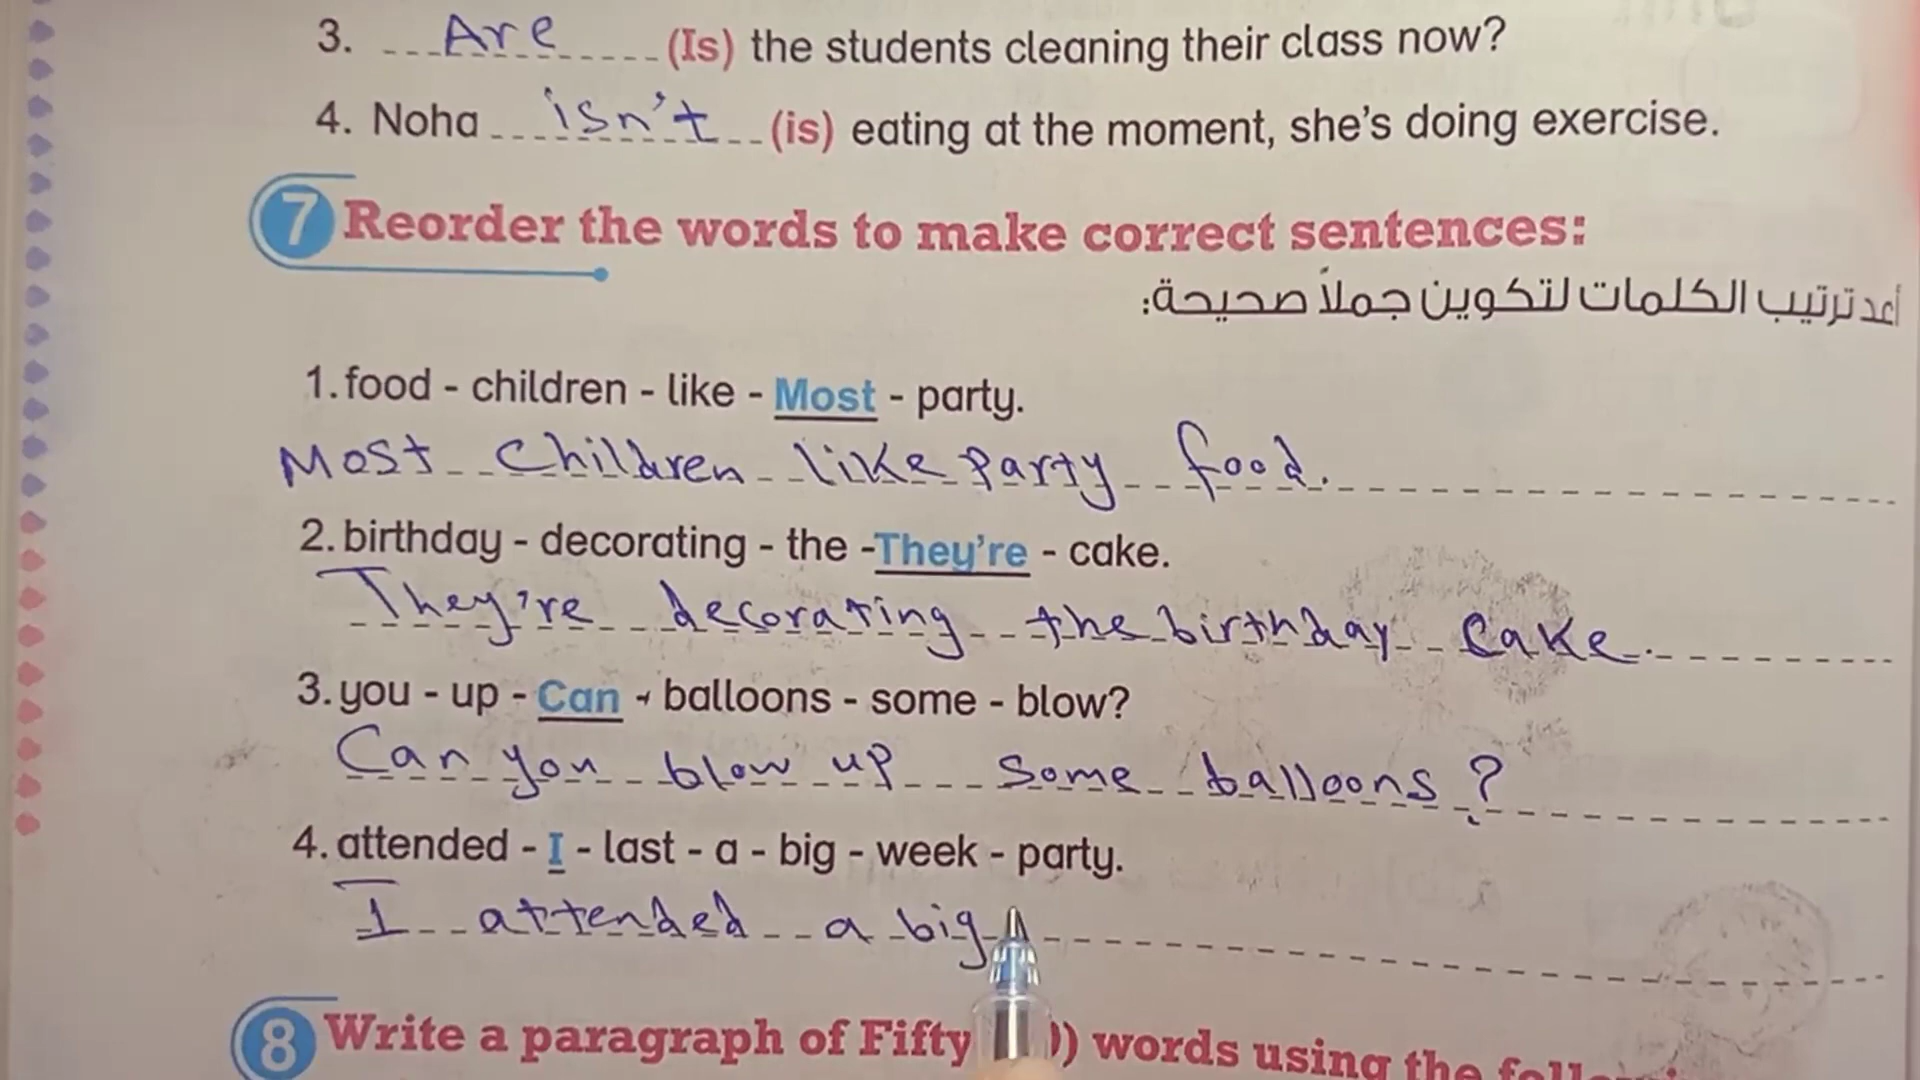 3. Are (Is) the students cleaning their class now?
4. Noha isn't (is) eating at the moment, she's doing exercise.
7 Reorder the words to make correct sentences:
أعد ترتيب الكلمات لتكوين جملاً صحيحة:
1. food - children - like - Most - party.
Most children like party food.
2. birthday - decorating - the - They're - cake.
They're decorating the birthday cake.
3. you - up - Can - balloons - some - blow?
Can you blow up some balloons?
4. attended - I - last - a - big - week - party.
I attended a big
8 Write a paragraph of Fifty words using the